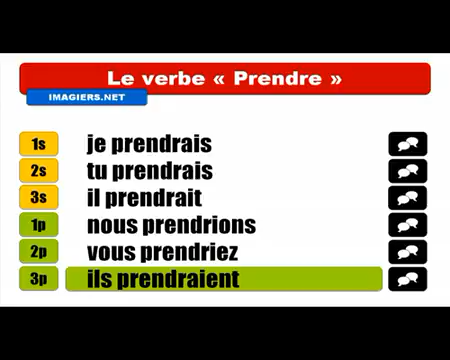 Le verbe « Prendre »
IMAGIERS.NET
1s je prendrais
2s tu prendrais
3s il prendrait
1p nous prendrions
2p vous prendriez
3p ils prendraient